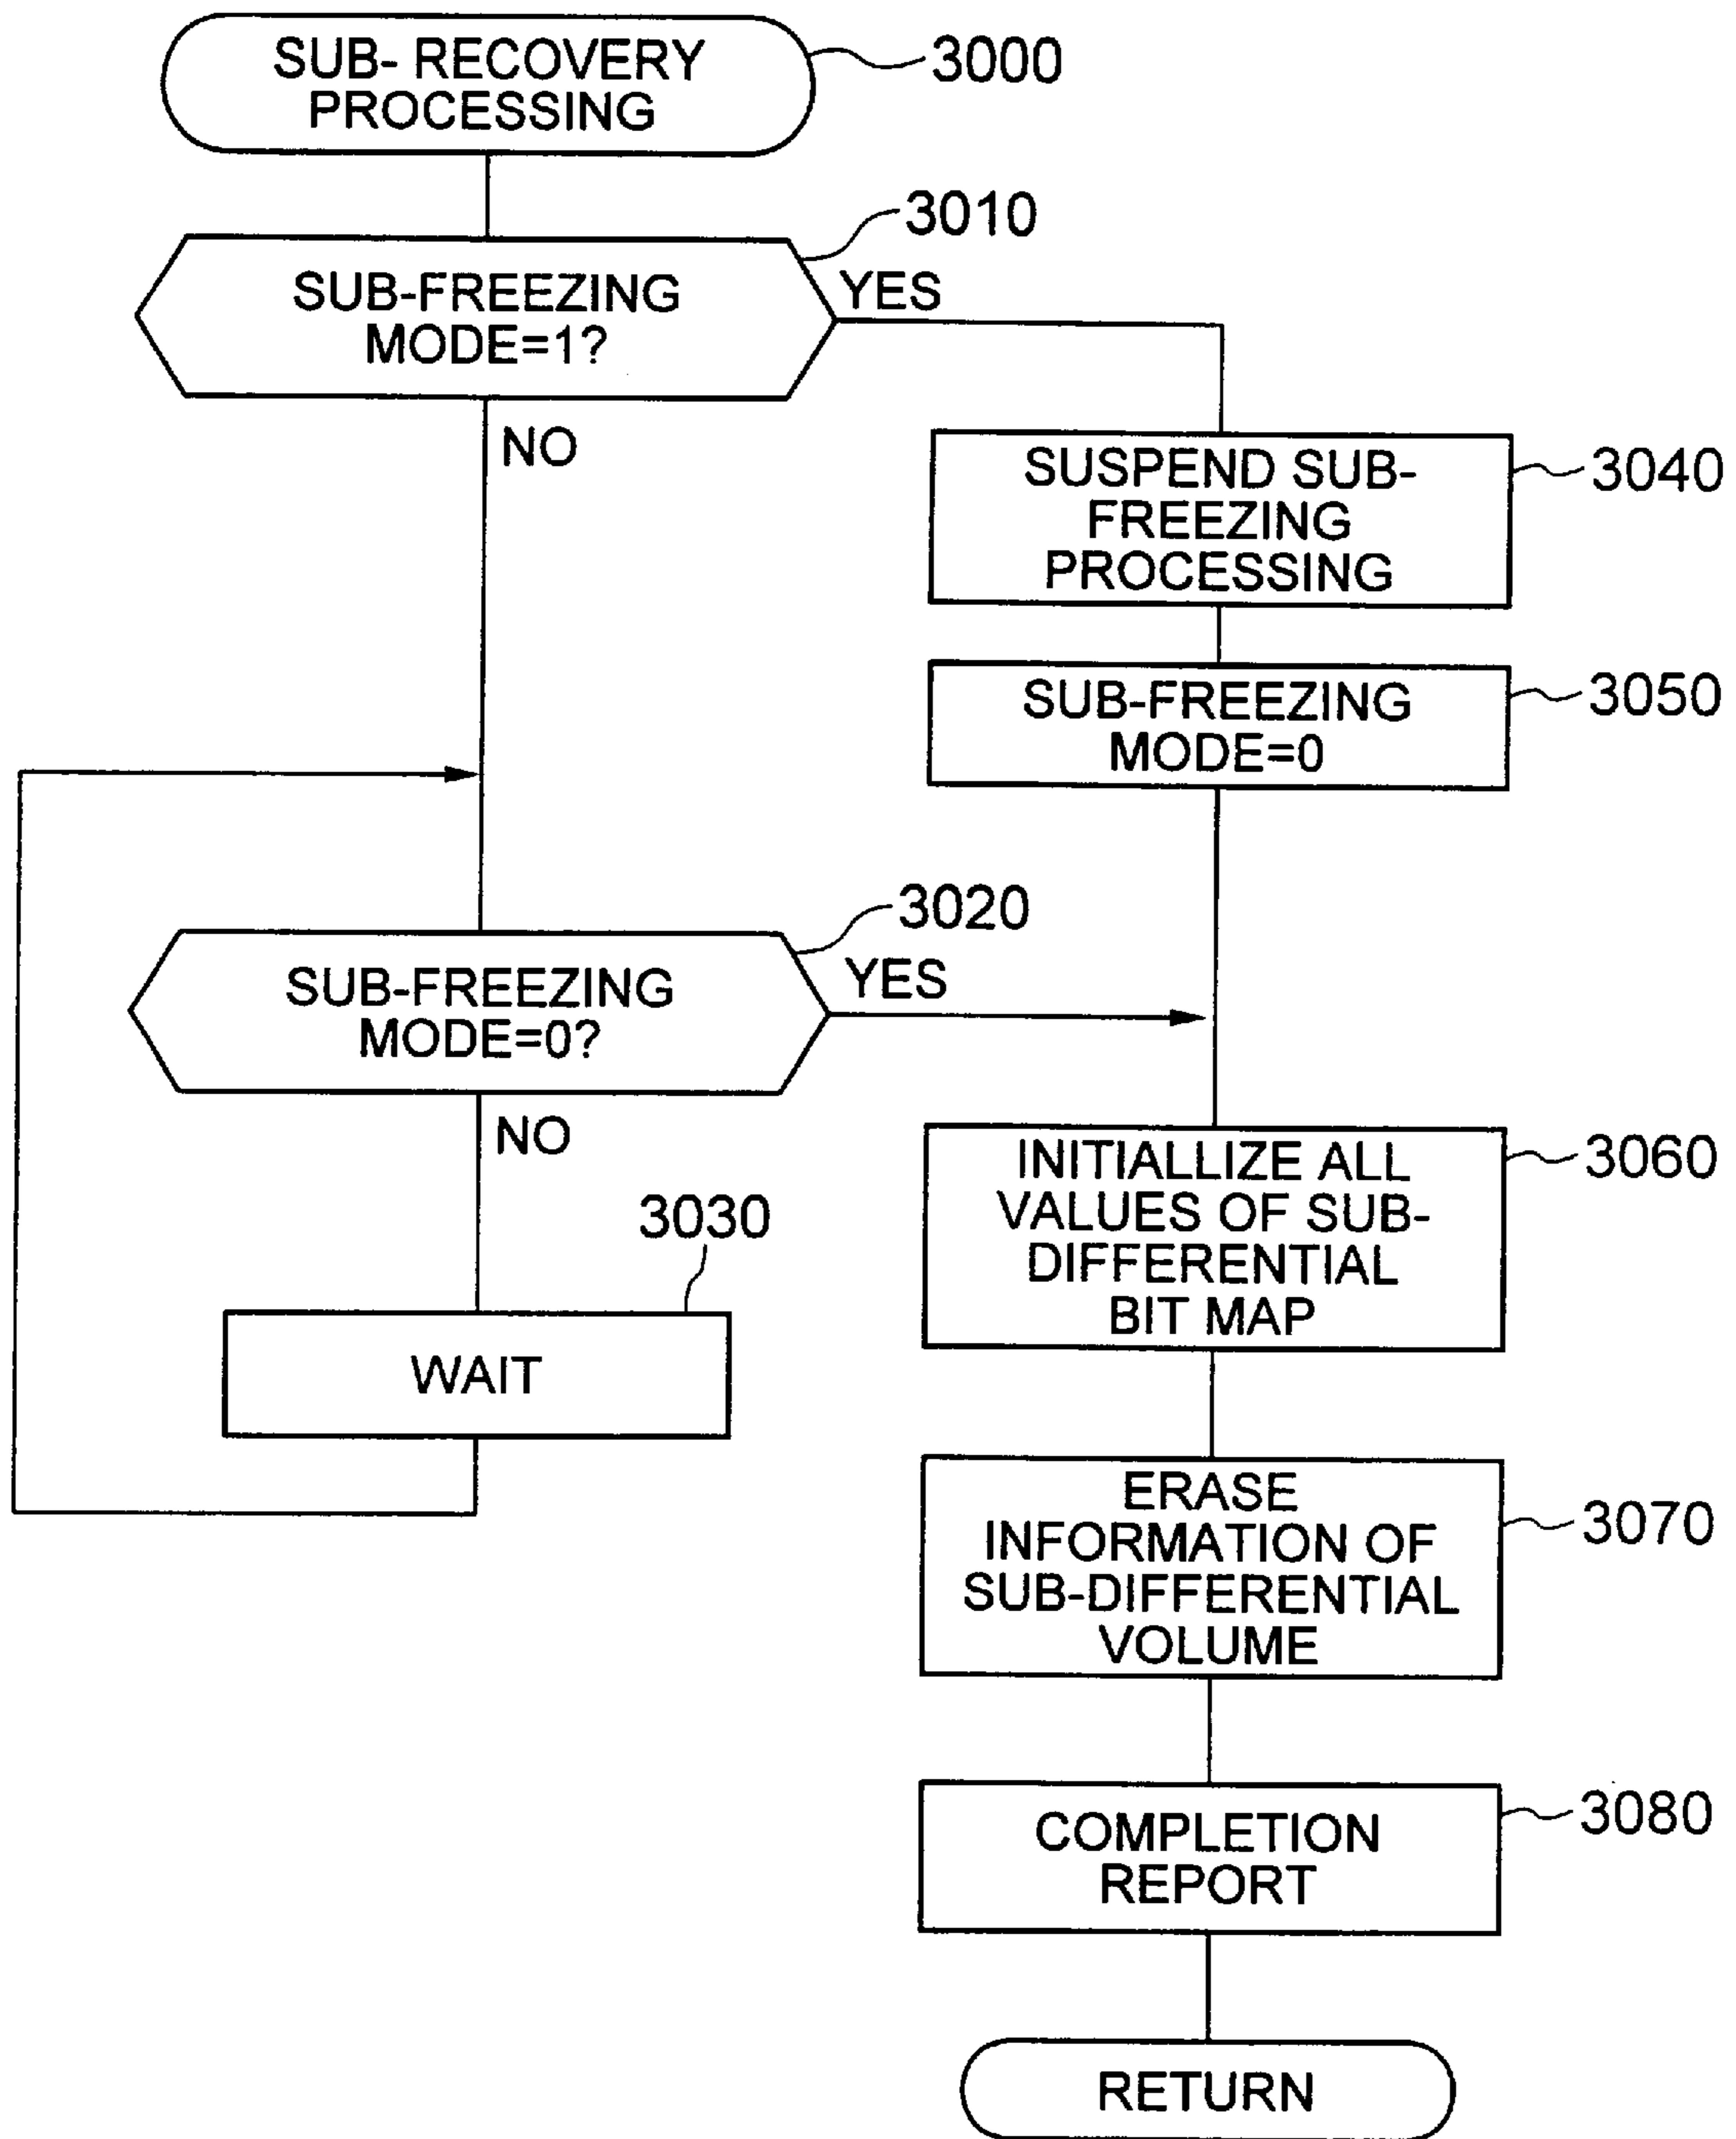 SUB- RECOVERY
PROCESSING
3000
3010
SUB-FREEZING
MODE=1?
YES
NO
SUSPEND SUB-
FREEZING
PROCESSING
3040
SUB-FREEZING
MODE=0
3050
3020
SUB-FREEZING
MODE=0?
YES
NO
3030
WAIT
INITIALLIZE ALL
VALUES OF SUB-
DIFFERENTIAL
BIT MAP
3060
ERASE
INFORMATION OF
SUB-DIFFERENTIAL
VOLUME
3070
COMPLETION
REPORT
3080
RETURN